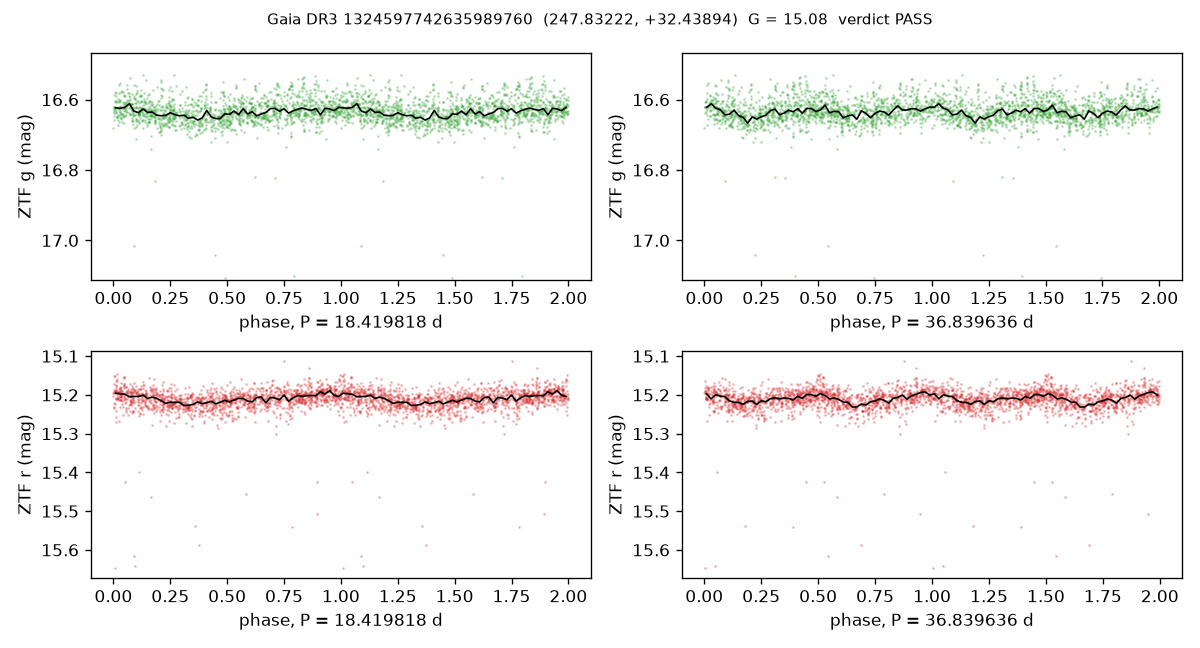 Gaia DR3 1324597742635989760  (247.83222, +32.43894)  G = 15.08  verdict PASS
ZTF g (mag)
16.6
16.8
17.0
0.00 0.25 0.50 0.75 1.00 1.25 1.50 1.75 2.00
phase, P = 18.419818 d
ZTF g (mag)
16.6
16.8
17.0
0.00 0.25 0.50 0.75 1.00 1.25 1.50 1.75 2.00
phase, P = 36.839636 d
ZTF r (mag)
15.1
15.2
15.3
15.4
15.5
15.6
0.00 0.25 0.50 0.75 1.00 1.25 1.50 1.75 2.00
phase, P = 18.419818 d
ZTF r (mag)
15.1
15.2
15.3
15.4
15.5
15.6
0.00 0.25 0.50 0.75 1.00 1.25 1.50 1.75 2.00
phase, P = 36.839636 d